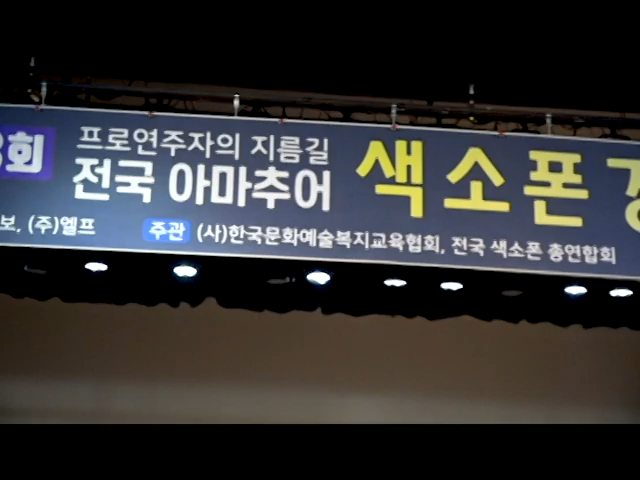 3회
프로연주자의 지름길
전국 아마추어 색소폰
보, (주)엘프 주관 (사)한국문화예술복지교육협회, 전국 색소폰 총연합회